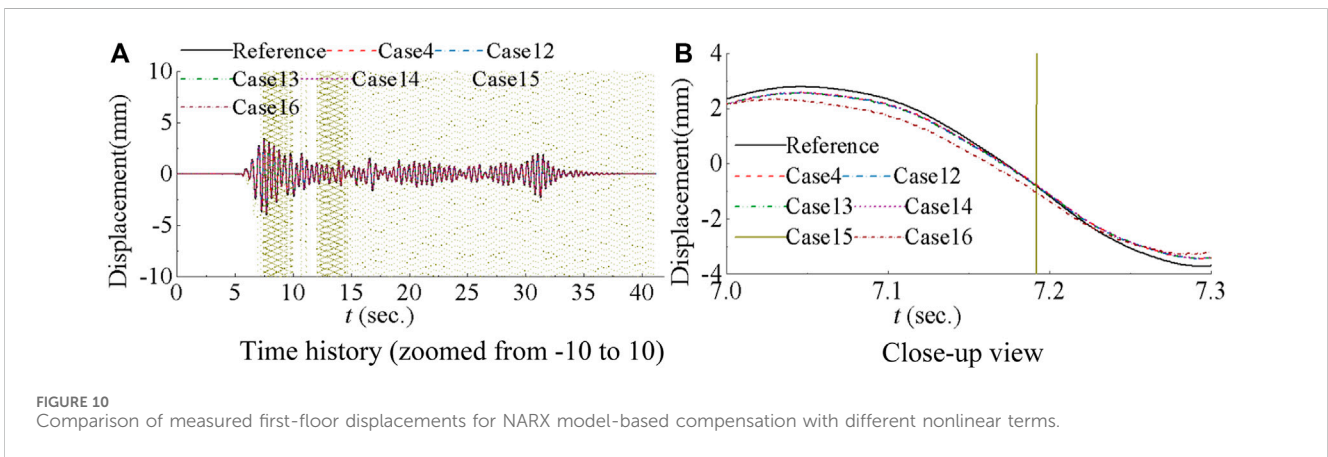 A
Reference Case4 Case12
Case13 Case14 Case15
Case16
Displacement(mm)
10
5
0
-5
-10
0 5 10 15 20 25 30 35 40
t (sec.)
Time history (zoomed from -10 to 10)
B
Displacement(mm)
4
2
0
-2
-4
Reference
Case4 Case12
Case13 Case14
Case15 Case16
7.0 7.1 7.2 7.3
t (sec.)
Close-up view
FIGURE 10
Comparison of measured first-floor displacements for NARX model-based compensation with different nonlinear terms.